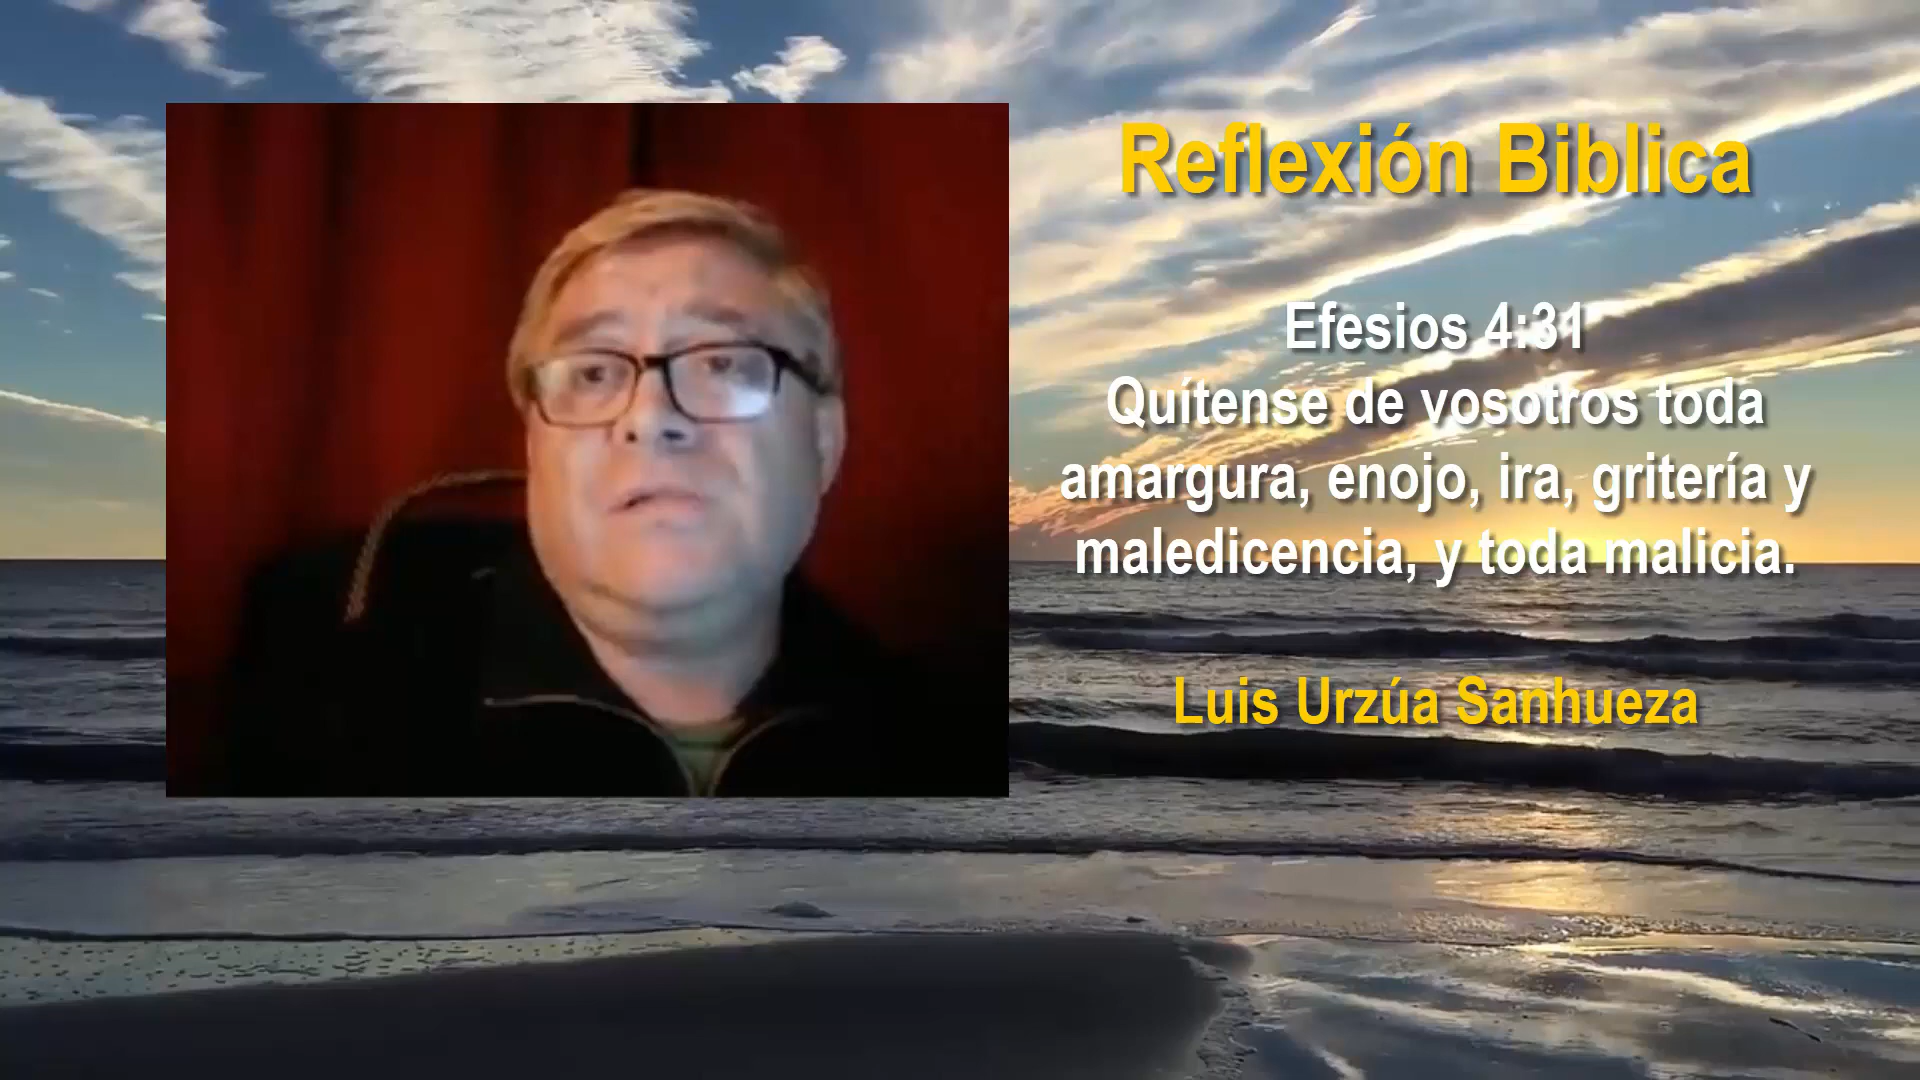 Reflexión Biblica
Efesios 4:31
Quítense de vosotros toda
amargura, enojo, ira, gritería y
maledicencia, y toda malicia.
Luis Urzúa Sanhueza